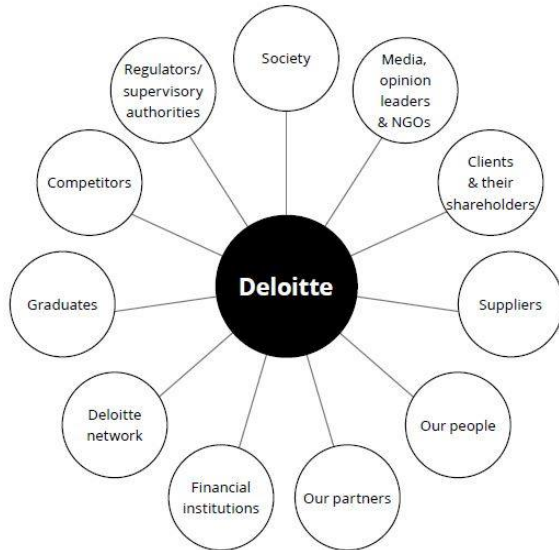 Society
Media,
opinion
leaders
& NGOs
Clients
& their
shareholders
Suppliers
Our people
Our partners
Financial
institutions
Deloitte
network
Graduates
Competitors
Regulators/
supervisory
authorities
Deloitte